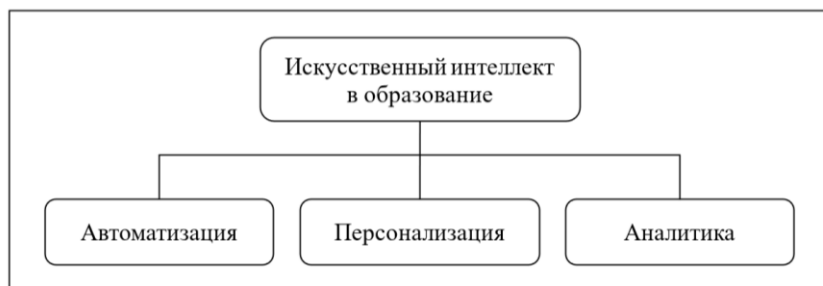 Искусственный интеллект
в образование
Автоматизация
Персонализация
Аналитика